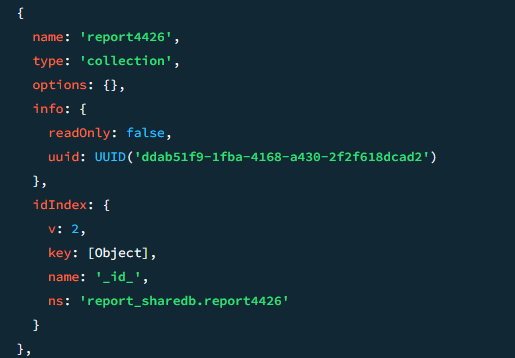 {
name: 'report4426',
type: 'collection',
options: {},
info: {
readOnly: false,
uuid: UUID('ddab51f9-1fba-4168-a430-2f2f618dcad2')
},
idIndex: {
v: 2,
key: [Object],
name: '_id_',
ns: 'report_sharedb.report4426'
}
},